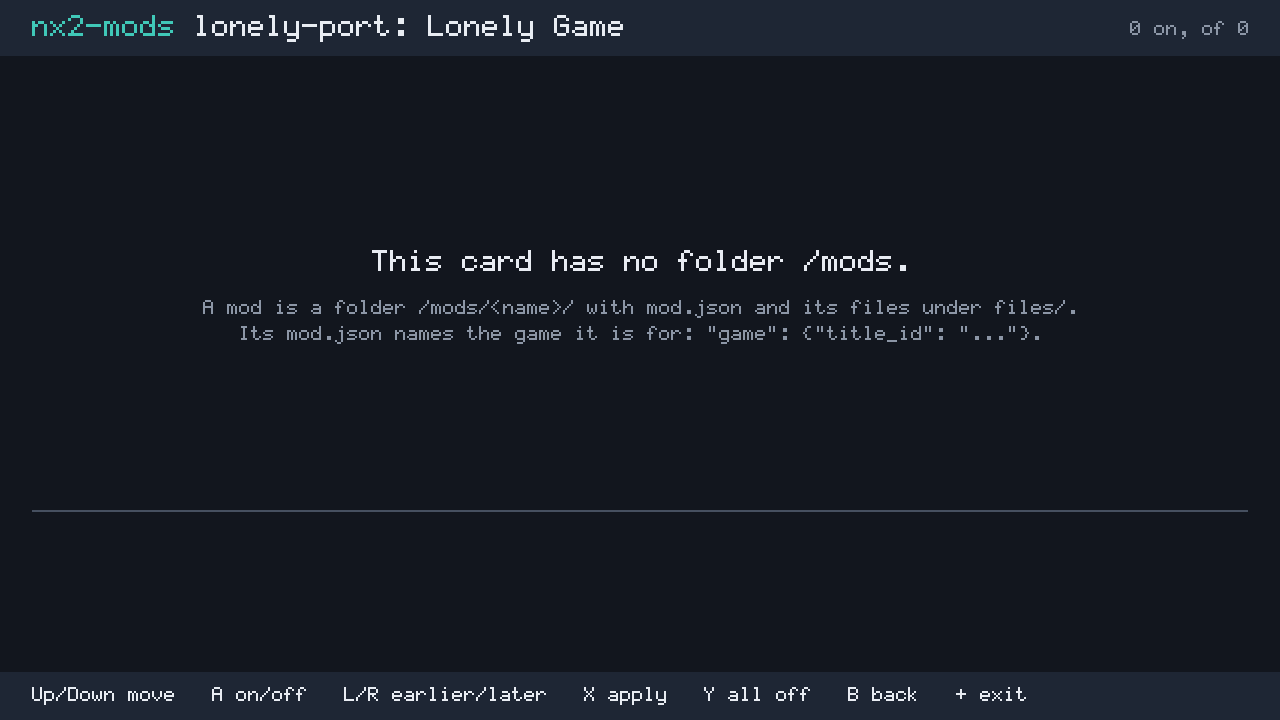 nx2-mods lonely-port: Lonely Game 0 on, of 0
This card has no folder /mods.
A mod is a folder /mods/<name>/ with mod.json and its files under files/.
Its mod.json names the game it is for: "game": {"title_id": "..."}.
Up/Down move A on/off L/R earlier/later X apply Y all off B back + exit